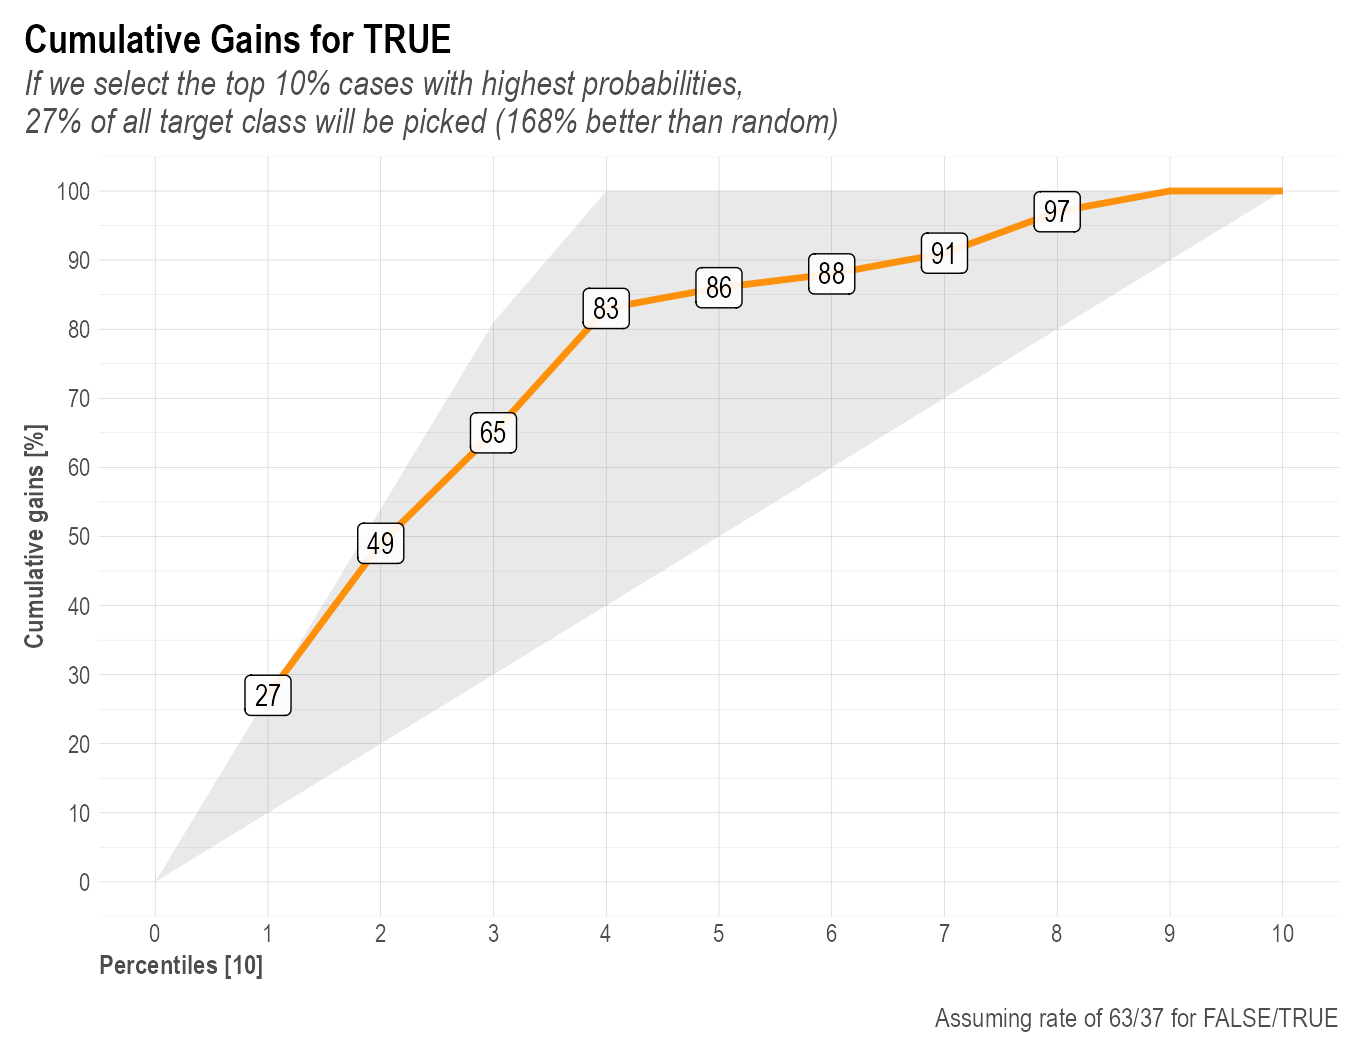 Cumulative Gains for TRUE
If we select the top 10% cases with highest probabilities,
27% of all target class will be picked (168% better than random)
Cumulative gains [%]
100
90
80
70
60
50
40
30
20
10
0
27
49
65
83
86
88
91
97
0 1 2 3 4 5 6 7 8 9 10
Percentiles [10]
Assuming rate of 63/37 for FALSE/TRUE